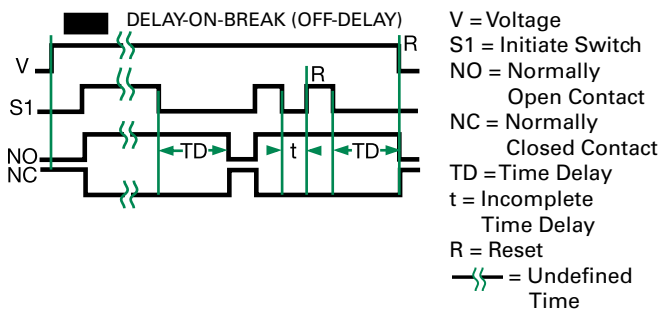 DELAY-ON-BREAK (OFF-DELAY)
R
V
R
S1
TD
t
TD
NO
NC
V = Voltage
S1 = Initiate Switch
NO = Normally
Open Contact
NC = Normally
Closed Contact
TD = Time Delay
t = Incomplete
Time Delay
R = Reset
= Undefined
Time